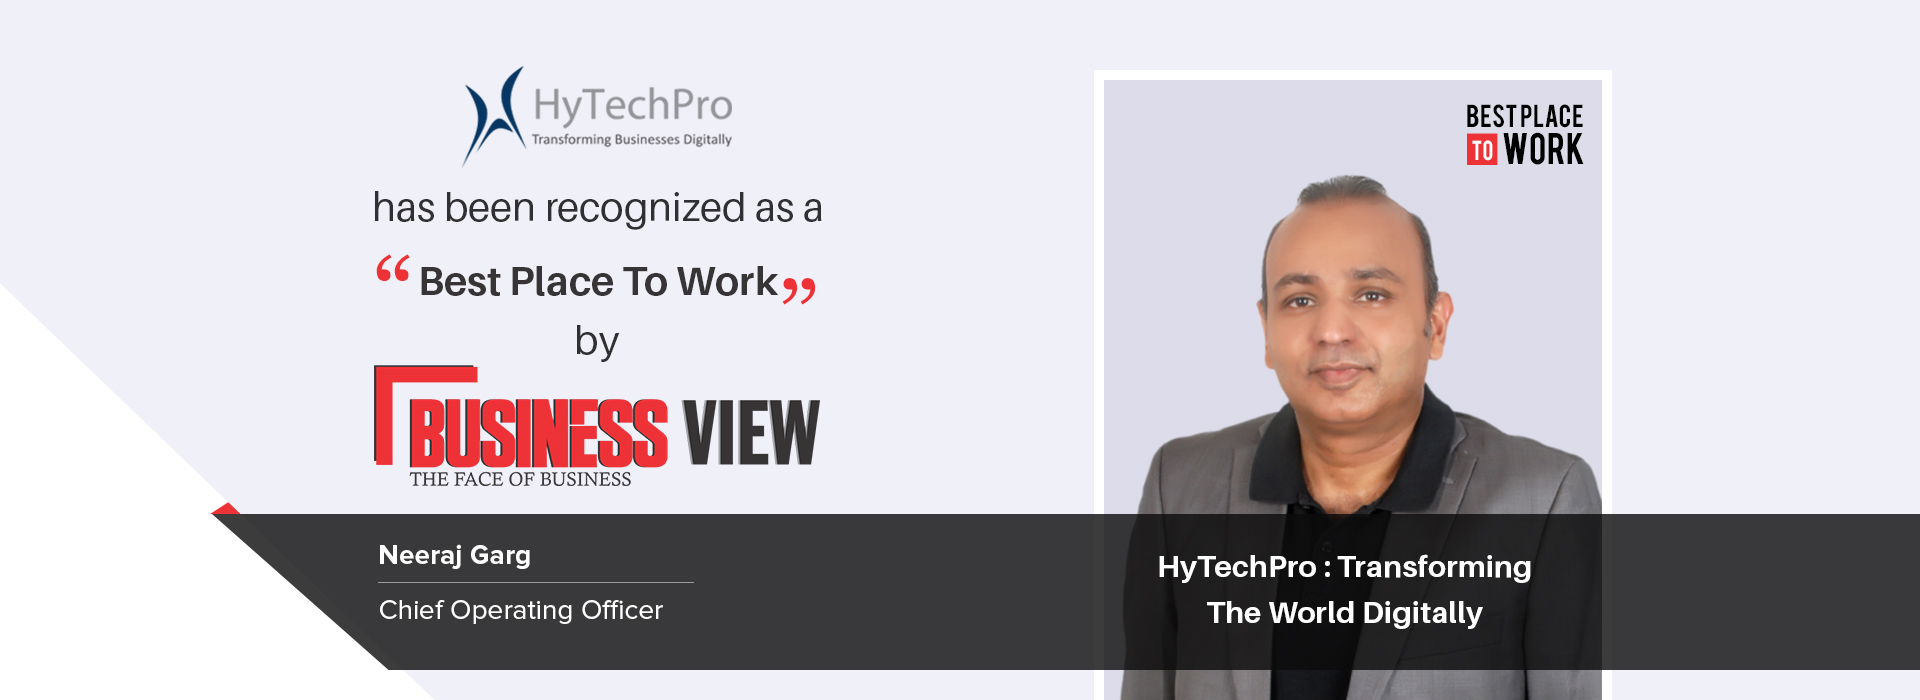 HyTechPro
Transforming Businesses Digitally
has been recognized as a
“ Best Place To Work ”
by
BUSINESS VIEW
THE FACE OF BUSINESS
Neeraj Garg
Chief Operating Officer
BEST PLACE
TO WORK
HyTechPro : Transforming
The World Digitally